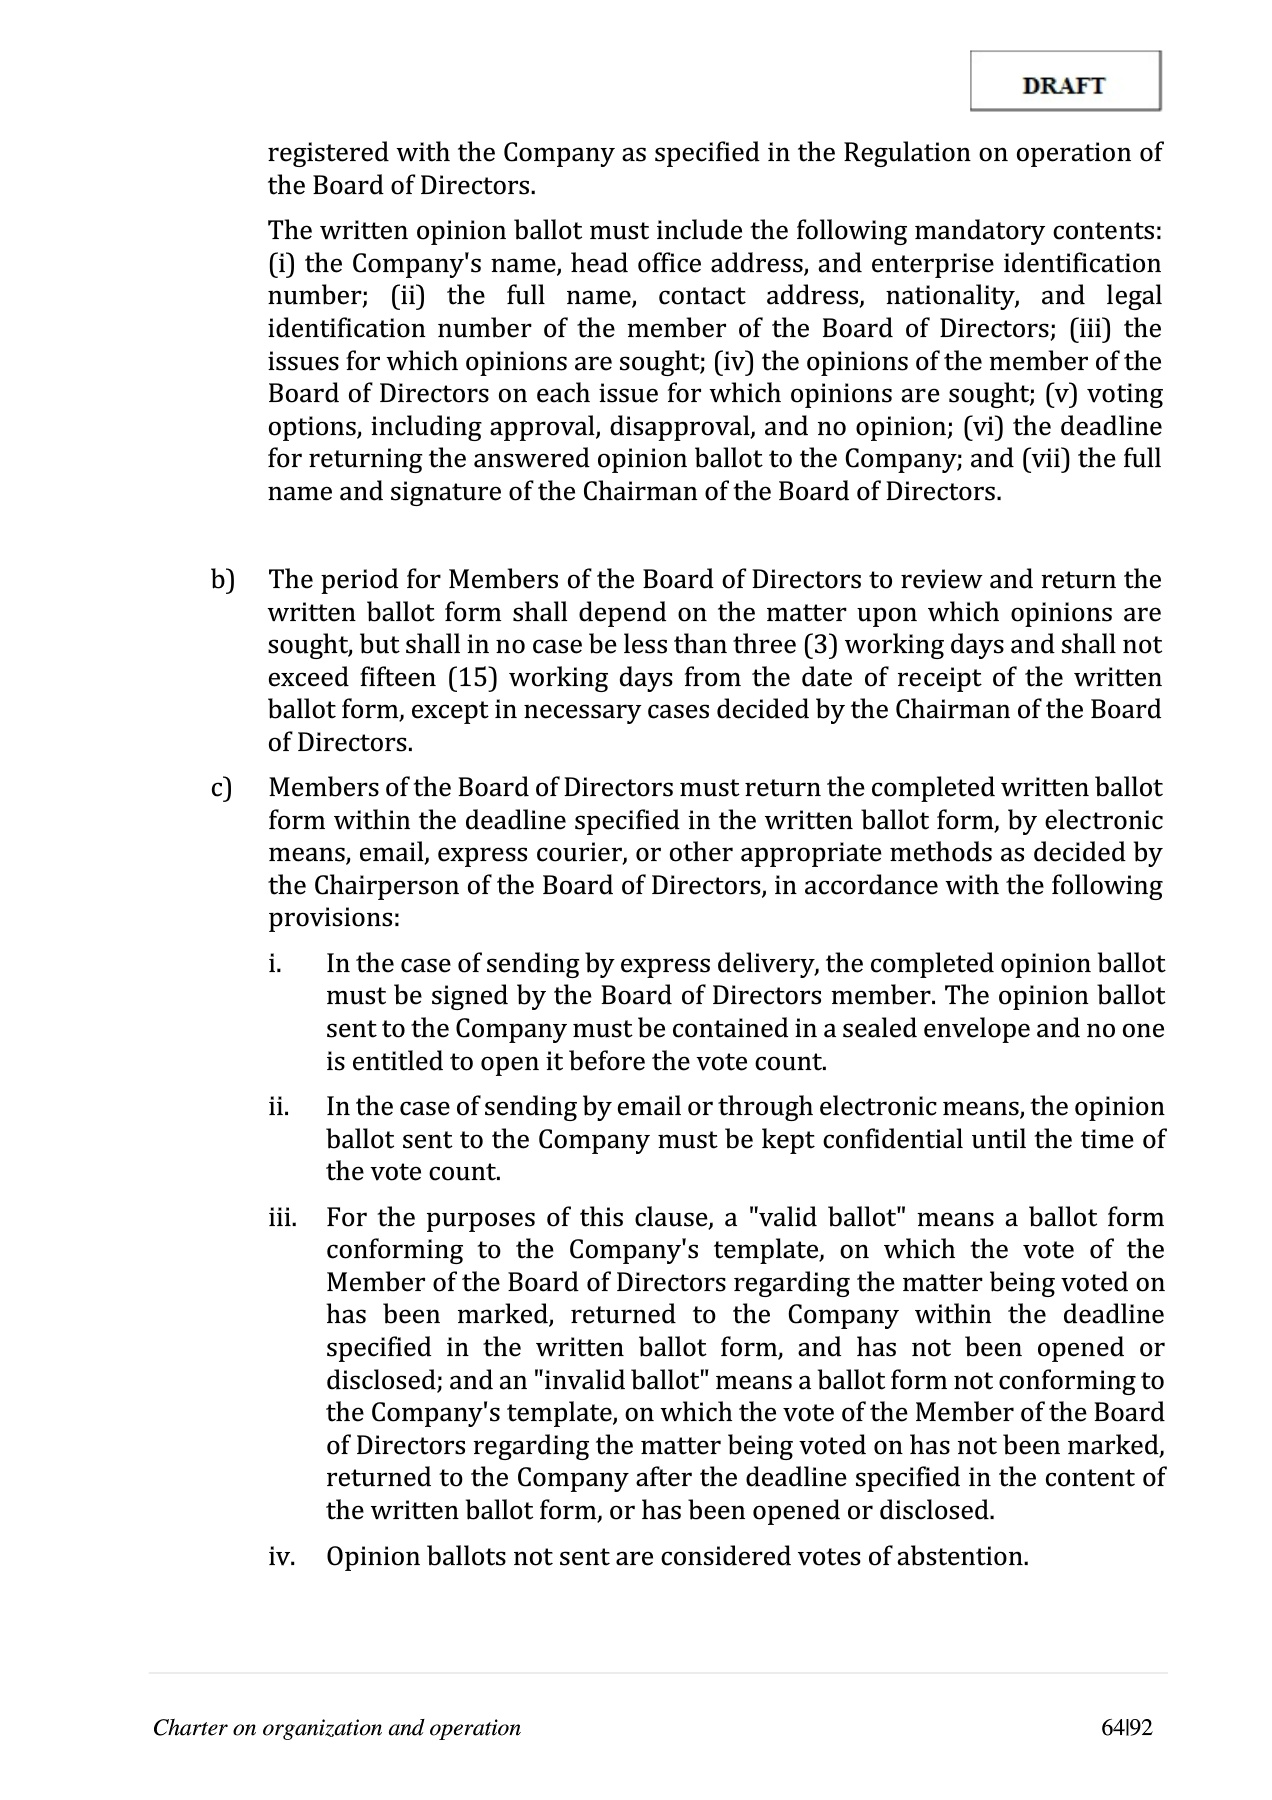 DRAFT
registered with the Company as specified in the Regulation on operation of
the Board of Directors.
The written opinion ballot must include the following mandatory contents:
(i) the Company's name, head office address, and enterprise identification
number; (ii) the full name, contact address, nationality, and legal
identification number of the member of the Board of Directors; (iii) the
issues for which opinions are sought; (iv) the opinions of the member of the
Board of Directors on each issue for which opinions are sought; (v) voting
options, including approval, disapproval, and no opinion; (vi) the deadline
for returning the answered opinion ballot to the Company; and (vii) the full
name and signature of the Chairman of the Board of Directors.
b) The period for Members of the Board of Directors to review and return the
written ballot form shall depend on the matter upon which opinions are
sought, but shall in no case be less than three (3) working days and shall not
exceed fifteen (15) working days from the date of receipt of the written
ballot form, except in necessary cases decided by the Chairman of the Board
of Directors.
c) Members of the Board of Directors must return the completed written ballot
form within the deadline specified in the written ballot form, by electronic
means, email, express courier, or other appropriate methods as decided by
the Chairperson of the Board of Directors, in accordance with the following
provisions:
i. In the case of sending by express delivery, the completed opinion ballot
must be signed by the Board of Directors member. The opinion ballot
sent to the Company must be contained in a sealed envelope and no one
is entitled to open it before the vote count.
ii. In the case of sending by email or through electronic means, the opinion
ballot sent to the Company must be kept confidential until the time of
the vote count.
iii. For the purposes of this clause, a "valid ballot" means a ballot form
conforming to the Company's template, on which the vote of the
Member of the Board of Directors regarding the matter being voted on
has been marked, returned to the Company within the deadline
specified in the written ballot form, and has not been opened or
disclosed; and an "invalid ballot" means a ballot form not conforming to
the Company's template, on which the vote of the Member of the Board
of Directors regarding the matter being voted on has not been marked,
returned to the Company after the deadline specified in the content of
the written ballot form, or has been opened or disclosed.
iv. Opinion ballots not sent are considered votes of abstention.
Charter on organization and operation 64|92